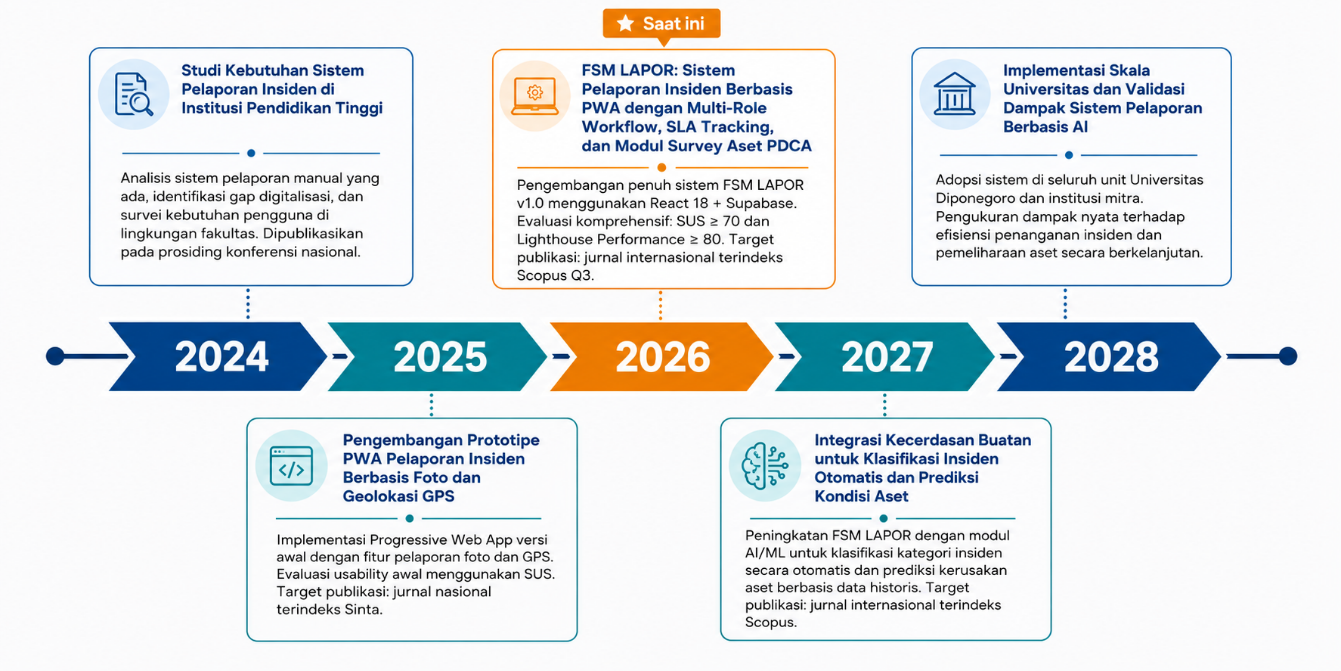 Saat ini
Studi Kebutuhan Sistem
Pelaporan Insiden di
Institusi Pendidikan Tinggi
Analisis sistem pelaporan manual yang
ada, identifikasi gap digitalisasi, dan
survei kebutuhan pengguna di
lingkungan fakultas. Dipublikasikan
pada prosiding konferensi nasional.
FSM LAPOR: Sistem
Pelaporan Insiden Berbasis
PWA dengan Multi-Role
Workflow, SLA Tracking,
dan Modul Survey Aset PDCA
Pengembangan penuh sistem FSM LAPOR
v1.0 menggunakan React 18 + Supabase.
Evaluasi komprehensif: SUS ≥ 70 dan
Lighthouse Performance ≥ 80. Target
publikasi: jurnal internasional terindeks
Scopus Q3.
Implementasi Skala
Universitas dan Validasi
Dampak Sistem Pelaporan
Berbasis AI
Adopsi sistem di seluruh unit Universitas
Diponegoro dan institusi mitra.
Pengukuran dampak nyata terhadap
efisiensi penanganan insiden dan
pemeliharaan aset secara berkelanjutan.
2024
2025
2026
2027
2028
Pengembangan Prototipe
PWA Pelaporan Insiden
Berbasis Foto dan
Geolokasi GPS
Implementasi Progressive Web App versi
awal dengan fitur pelaporan foto dan GPS.
Evaluasi usability awal menggunakan SUS.
Target publikasi: jurnal nasional
terindeks Sinta.
Integrasi Kecerdasan Buatan
untuk Klasifikasi Insiden
Otomatis dan Prediksi
Kondisi Aset
Peningkatan FSM LAPOR dengan modul
AI/ML untuk klasifikasi kategori insiden
secara otomatis dan prediksi kerusakan
aset berbasis data historis. Target
publikasi: jurnal internasional terindeks
Scopus.